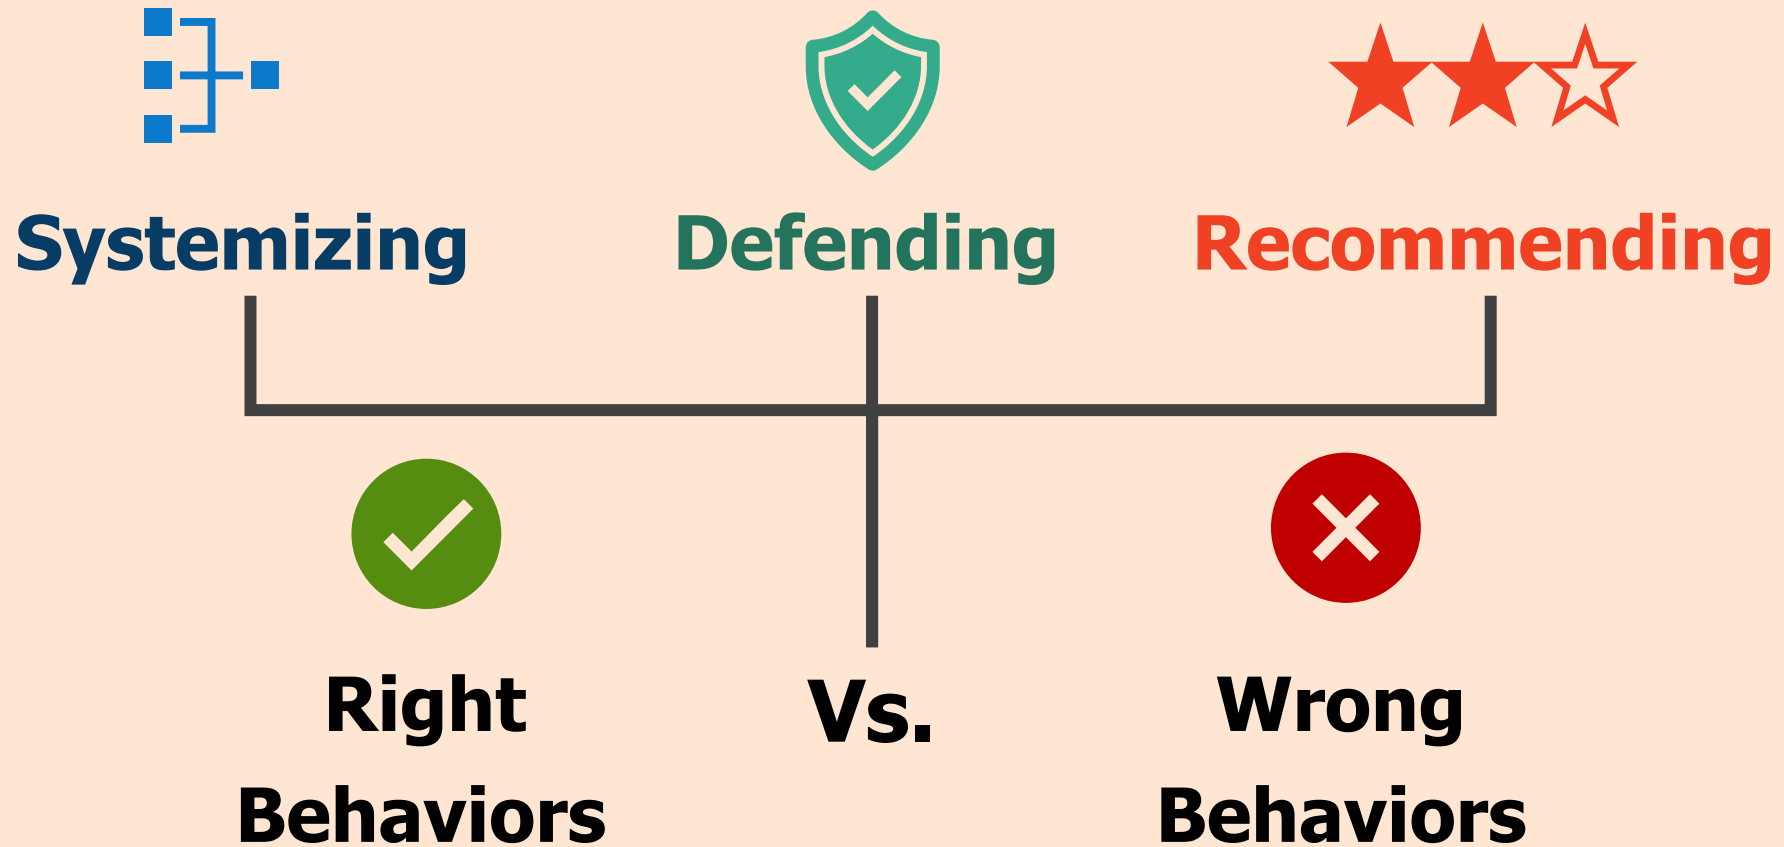 Systemizing
Defending
Recommending
Right
Behaviors
Vs.
Wrong
Behaviors